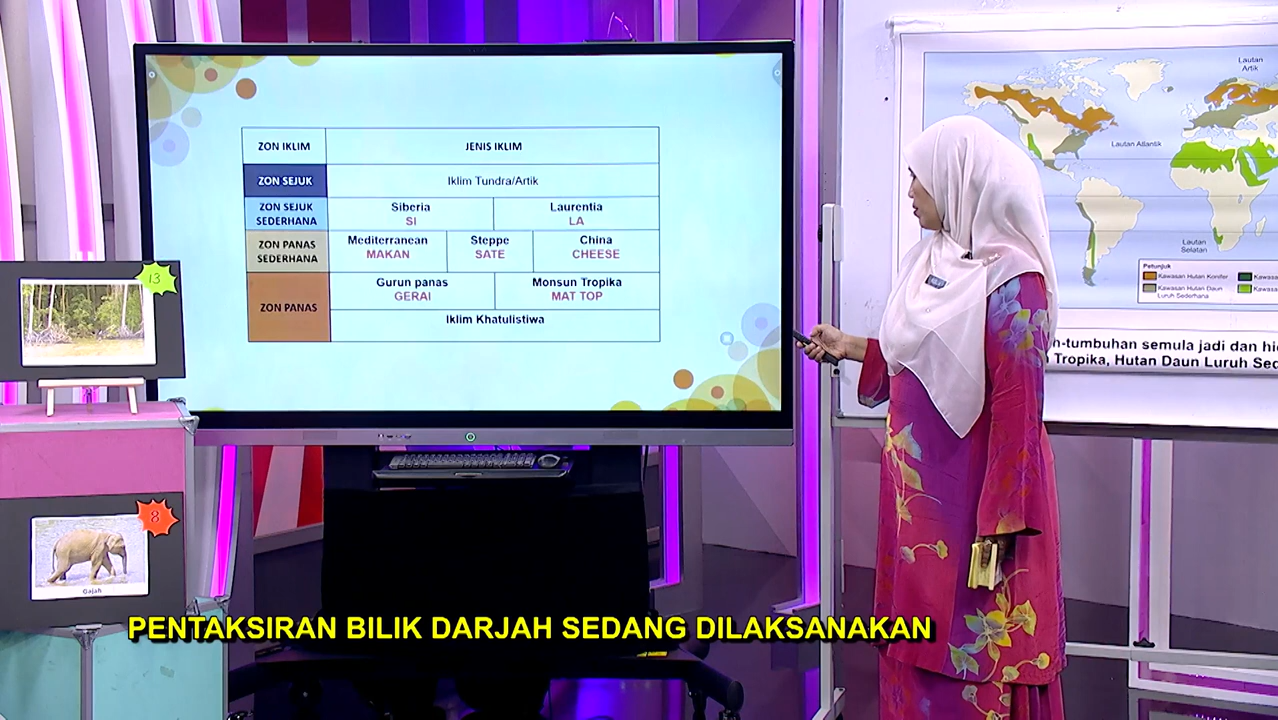 ZON IKLIM
JENIS IKLIM
ZON SEJUK
Iklim Tundra/Artik
ZON SEJUK
SEDERHANA
Siberia
SI
Laurentia
LA
ZON PANAS
SEDERHANA
Mediterranean
MAKAN
Steppe
SATE
China
CHEESE
ZON PANAS
Gurun panas
GERAI
Monsun Tropika
MAT TOP
Iklim Khatulistiwa
Lautan
Artik
Lautan Atlantik
Lautan
Selatan
Petunjuk
Kawasan Hutan Konifer
Kawasan Hutan Daun
Luruh Sederhana
-tumbuhan semula jadi dan
Tropika, Hutan Daun Luruh
13
8
Gajah
PENTAKSIRAN BILIK DARJAH SEDANG DILAKSANAKAN